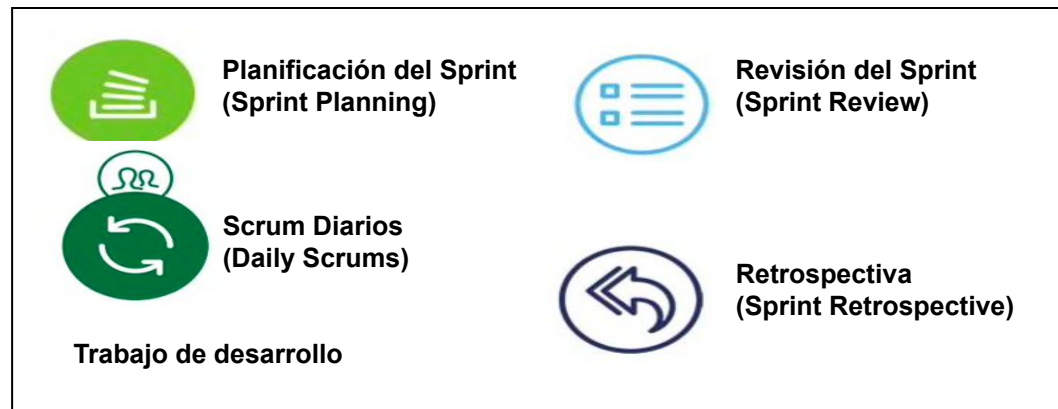 Planificación del Sprint
(Sprint Planning)
Scrum Diarios
(Daily Scrums)
Trabajo de desarrollo
Revisión del Sprint
(Sprint Review)
Retrospectiva
(Sprint Retrospective)